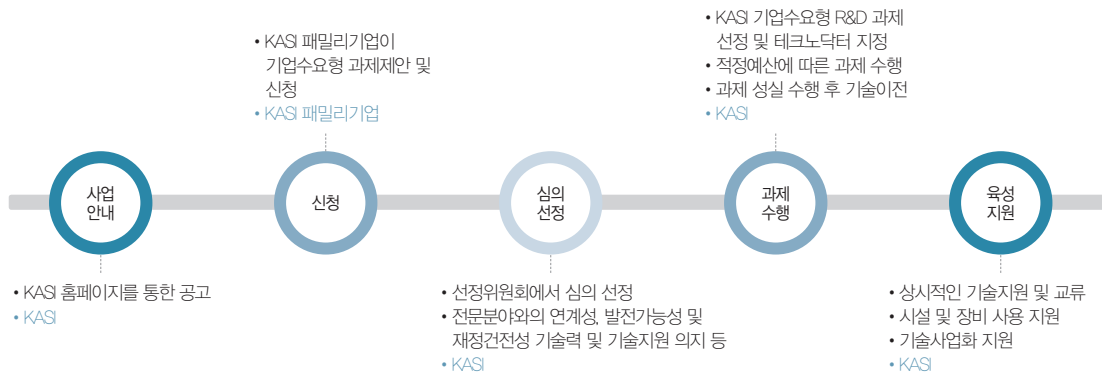 • KASI 패밀리기업이
기업수요형 과제제안 및
신청
• KASI 패밀리기업
• KASI 기업수요형 R&D 과제
선정 및 테크노닥터 지정
• 적정예산에 따른 과제 수행
• 과제 성실 수행 후 기술이전
• KASI
사업
안내
신청
심의
선정
과제
수행
육성
지원
• KASI 홈페이지를 통한 공고
• KASI
• 선정위원회에서 심의 선정
• 전문분야와의 연계성, 발전가능성 및
재정건전성 기술력 및 기술지원 의지 등
• KASI
• 상시적인 기술지원 및 교류
• 시설 및 장비 사용 지원
• 기술사업화 지원
• KASI